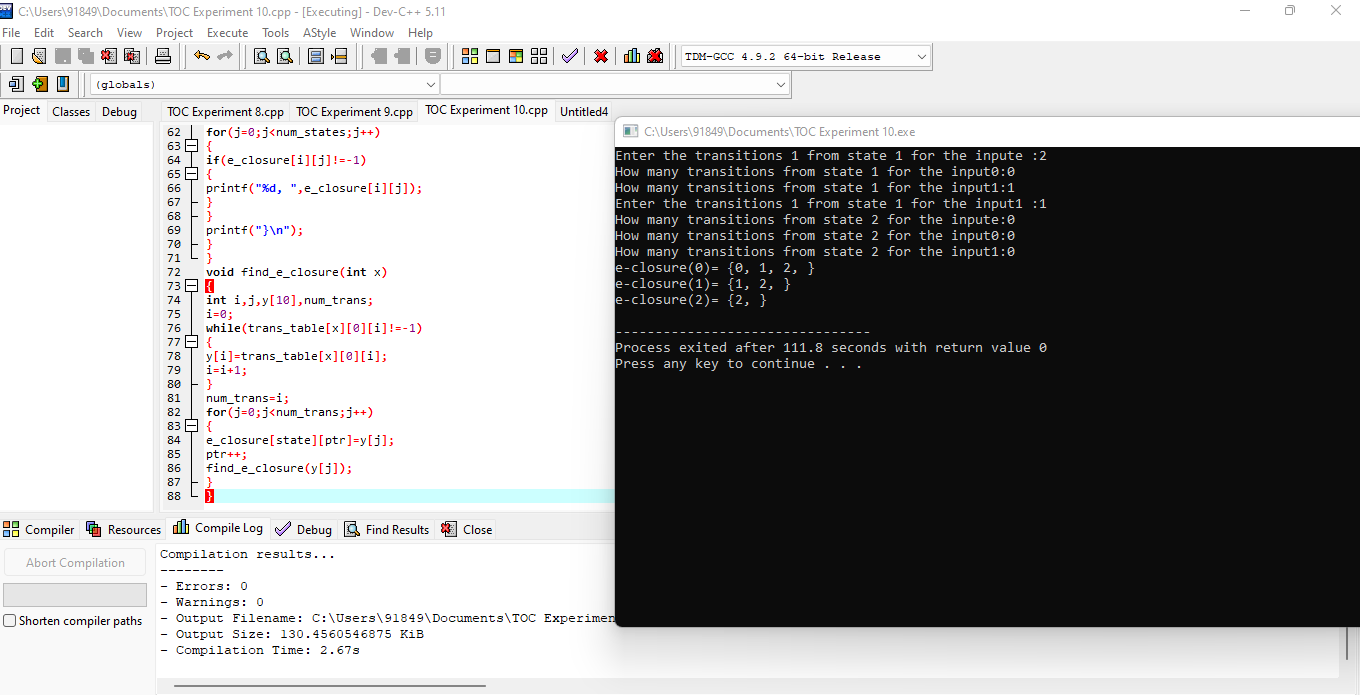 C:\Users\91849\Documents\TOC Experiment 10.cpp - [Executing] - Dev-C++ 5.11
File Edit Search View Project Execute Tools AStyle Window Help
TDM-GCC 4.9.2 64-bit Release
(globals)
Project Classes Debug
TOC Experiment 8.cpp TOC Experiment 9.cpp TOC Experiment 10.cpp Untitled4
62 for(j=0;j<num_states;j++)
63 {
64 if(e_closure[i][j]!=-1)
65 {
66 printf("%d, ",e_closure[i][j]);
67 }
68 }
69 printf("}\n");
70 }
71 }
72 void find_e_closure(int x)
73 {
74 int i,j,y[10],num_trans;
75 i=0;
76 while(trans_table[x][0][i]!=-1)
77 {
78 y[i]=trans_table[x][0][i];
79 i=i+1;
80 }
81 num_trans=i;
82 for(j=0;j<num_trans;j++)
83 {
84 e_closure[state][ptr]=y[j];
85 ptr++;
86 find_e_closure(y[j]);
87 }
88 }
C:\Users\91849\Documents\TOC Experiment 10.exe
Enter the transitions 1 from state 1 for the inpute :2
How many transitions from state 1 for the input0:0
How many transitions from state 1 for the input1:1
Enter the transitions 1 from state 1 for the input1 :1
How many transitions from state 2 for the inpute:0
How many transitions from state 2 for the input0:0
How many transitions from state 2 for the input1:0
e-closure(0)= {0, 1, 2, }
e-closure(1)= {1, 2, }
e-closure(2)= {2, }
--------------------------------
Process exited after 111.8 seconds with return value 0
Press any key to continue . . .
Compiler Resources Compile Log Debug Find Results Close
Abort Compilation
Shorten compiler paths
Compilation results...
--------
- Errors: 0
- Warnings: 0
- Output Filename: C:\Users\91849\Documents\TOC Experimen
- Output Size: 130.4560546875 KiB
- Compilation Time: 2.67s